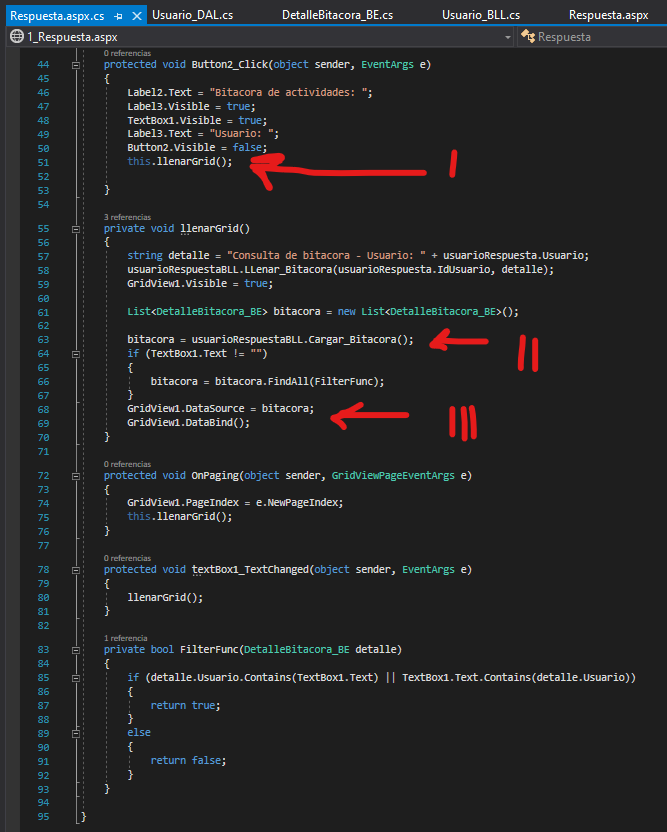 Respuesta.aspx.cs Usuario_DAL.cs DetalleBitacora_BE.cs Usuario_BLL.cs Respuesta.aspx
1_Respuesta.aspx Respuesta
0 referencias
44 protected void Button2_Click(object sender, EventArgs e)
45 {
46 Label2.Text = "Bitacora de actividades: ";
47 Label3.Visible = true;
48 TextBox1.Visible = true;
49 Label3.Text = "Usuario: ";
50 Button2.Visible = false;
51 this.llenarGrid(); I
52
53 }
54
3 referencias
55 private void llenarGrid()
56 {
57 string detalle = "Consulta de bitacora - Usuario: " + usuarioRespuesta.Usuario;
58 usuarioRespuestaBLL.LLenar_Bitacora(usuarioRespuesta.IdUsuario, detalle);
59 GridView1.Visible = true;
60
61 List<DetalleBitacora_BE> bitacora = new List<DetalleBitacora_BE>();
62
63 bitacora = usuarioRespuestaBLL.Cargar_Bitacora(); II
64 if (TextBox1.Text != "")
65 {
66 bitacora = bitacora.FindAll(FilterFunc);
67 }
68 GridView1.DataSource = bitacora; III
69 GridView1.DataBind();
70 }
71
0 referencias
72 protected void OnPaging(object sender, GridViewPageEventArgs e)
73 {
74 GridView1.PageIndex = e.NewPageIndex;
75 this.llenarGrid();
76 }
77
0 referencias
78 protected void textBox1_TextChanged(object sender, EventArgs e)
79 {
80 llenarGrid();
81 }
82
1 referencia
83 private bool FilterFunc(DetalleBitacora_BE detalle)
84 {
85 if (detalle.Usuario.Contains(TextBox1.Text) || TextBox1.Text.Contains(detalle.Usuario))
86 {
87 return true;
88 }
89 else
90 {
91 return false;
92 }
93 }
94
95 }